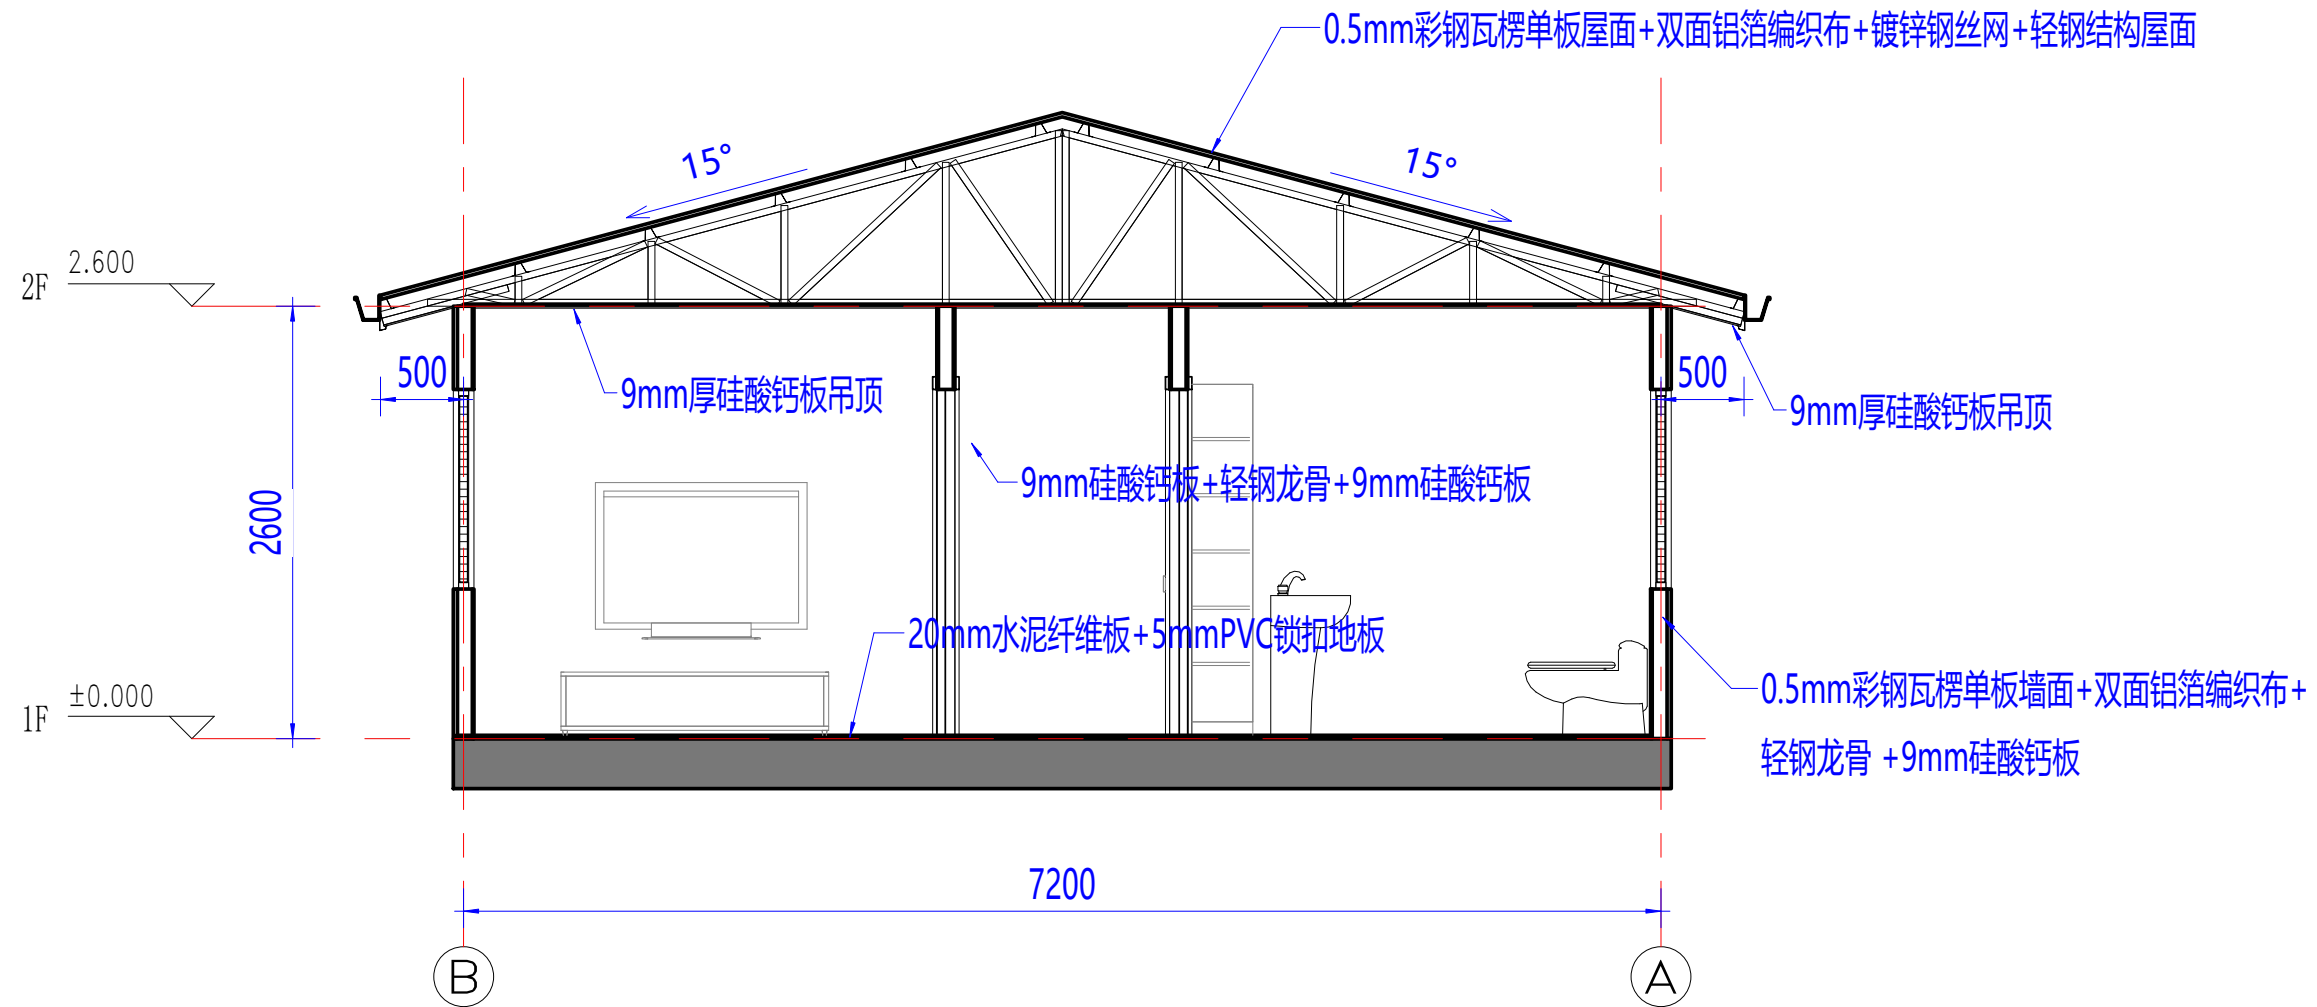 0.5mm彩钢瓦楞单板屋面+双面铝箔编织布+镀锌钢丝网+轻钢结构屋面
15°
15°
2.600
2F
500
500
9mm厚硅酸钙板吊顶
9mm厚硅酸钙板吊顶
9mm硅酸钙板+轻钢龙骨+9mm硅酸钙板
2600
20mm水泥纤维板+5mmPVC锁扣地板
±0.000
1F
0.5mm彩钢瓦楞单板墙面+双面铝箔编织布+
轻钢龙骨 +9mm硅酸钙板
7200
B
A